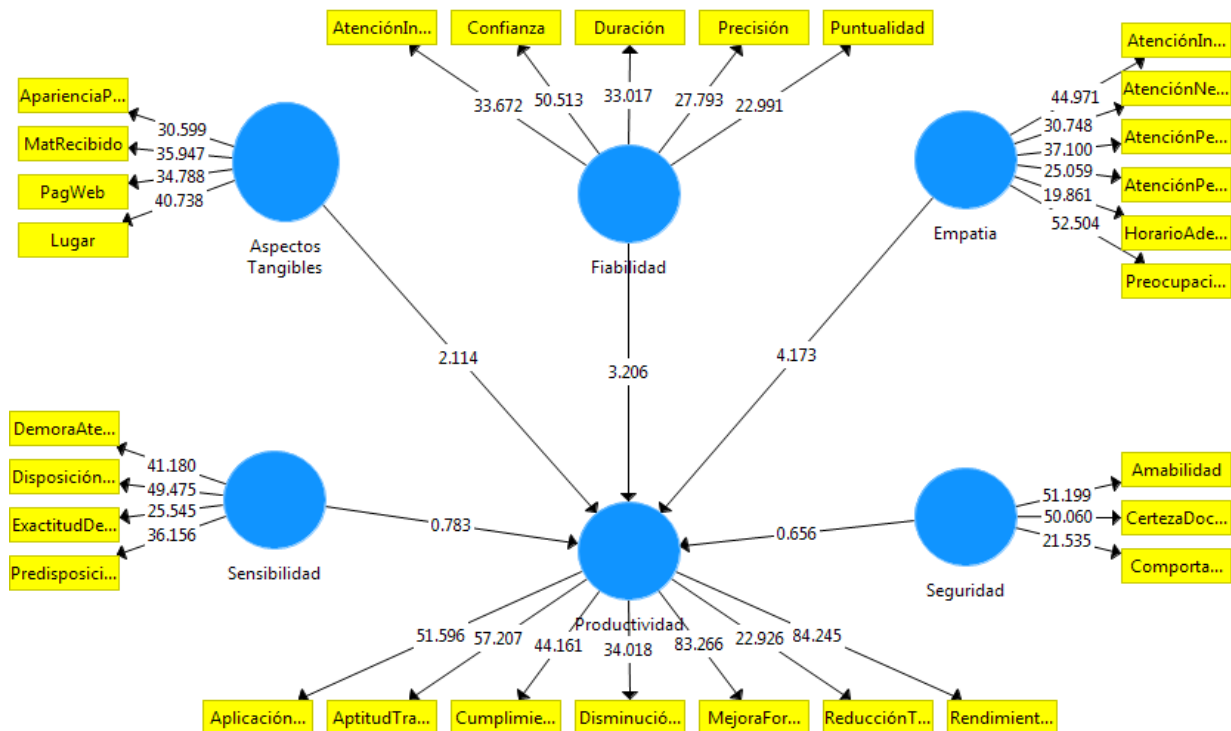 AtenciónIn...
Confianza
Duración
Precisión
Puntualidad
33.672
50.513
33.017
27.793
22.991
Fiabilidad
AparienciaP...
MatRecibido
PagWeb
Lugar
30.599
35.947
34.788
40.738
Aspectos
Tangibles
AtenciónIn...
AtenciónNe...
AtenciónPe...
AtenciónPe...
HorarioAde...
Preocupaci...
44.971
30.748
37.100
25.059
19.861
52.504
Empatia
2.114
3.206
4.173
DemoraAte...
Disposición...
ExactitudDe...
Predisposici...
41.180
49.475
25.545
36.156
Sensibilidad
0.783
0.656
Amabilidad
CertezaDoc...
Comporta...
51.199
50.060
21.535
Seguridad
Productividad
51.596
57.207
44.161
34.018
83.266
22.926
84.245
Aplicación...
AptitudTra...
Cumplimie...
Disminució...
MejoraFor...
ReducciónT...
Rendimient...